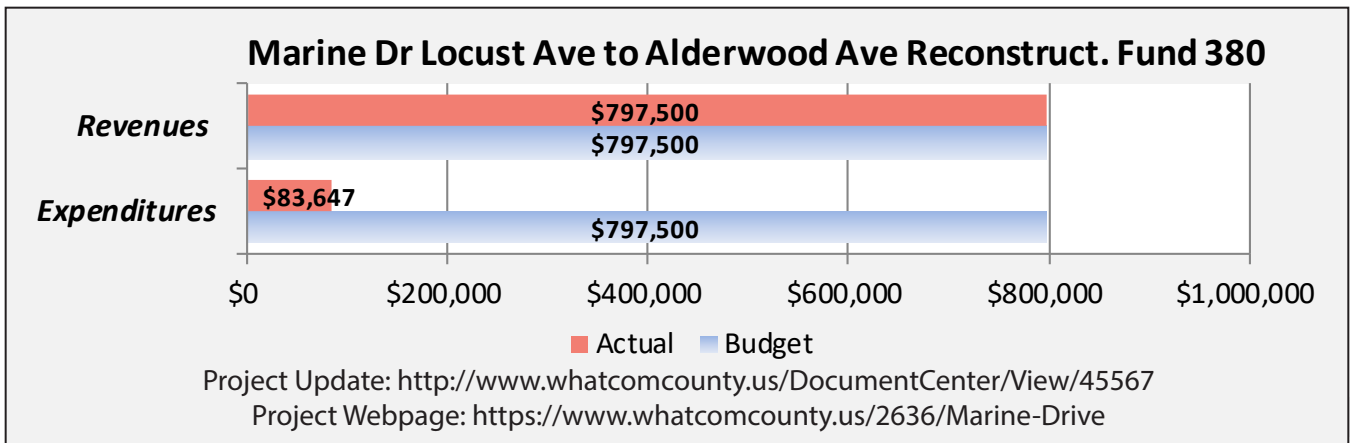 Marine Dr Locust Ave to Alderwood Ave Reconstruct. Fund 380
Revenues
$797,500
$797,500
Expenditures
$83,647
$797,500
$0 $200,000 $400,000 $600,000 $800,000 $1,000,000
Actual Budget
Project Update: http://www.whatcomcounty.us/DocumentCenter/View/45567
Project Webpage: https://www.whatcomcounty.us/2636/Marine-Drive